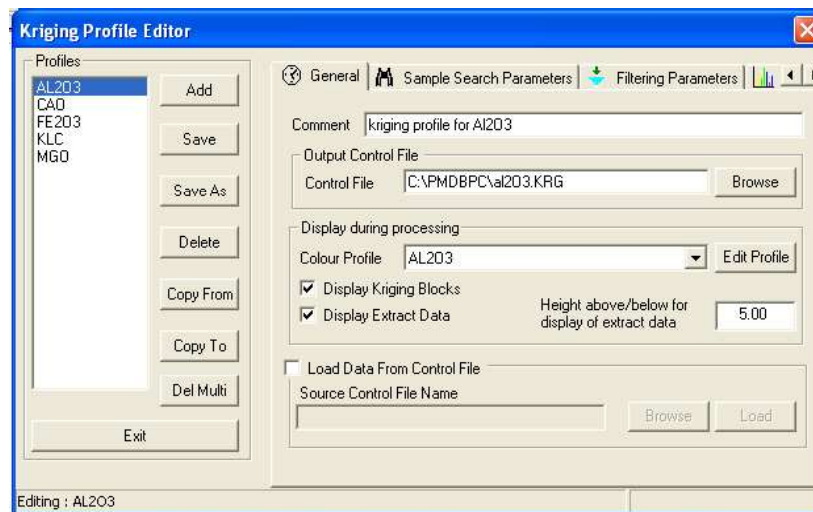 Kriging Profile Editor
Profiles
AL2O3
CAO
FE2O3
KLC
MGO
Add
Save
Save As
Delete
Copy From
Copy To
Del Multi
Exit
General
Sample Search Parameters
Filtering Parameters
Comment kriging profile for Al2O3
Output Control File
Control File C:\PMDBPC\al2O3.KRG Browse
Display during processing
Colour Profile AL2O3 Edit Profile
Display Kriging Blocks
Display Extract Data
Height above/below for
display of extract data
5.00
Load Data From Control File
Source Control File Name
Browse Load
Editing : AL2O3